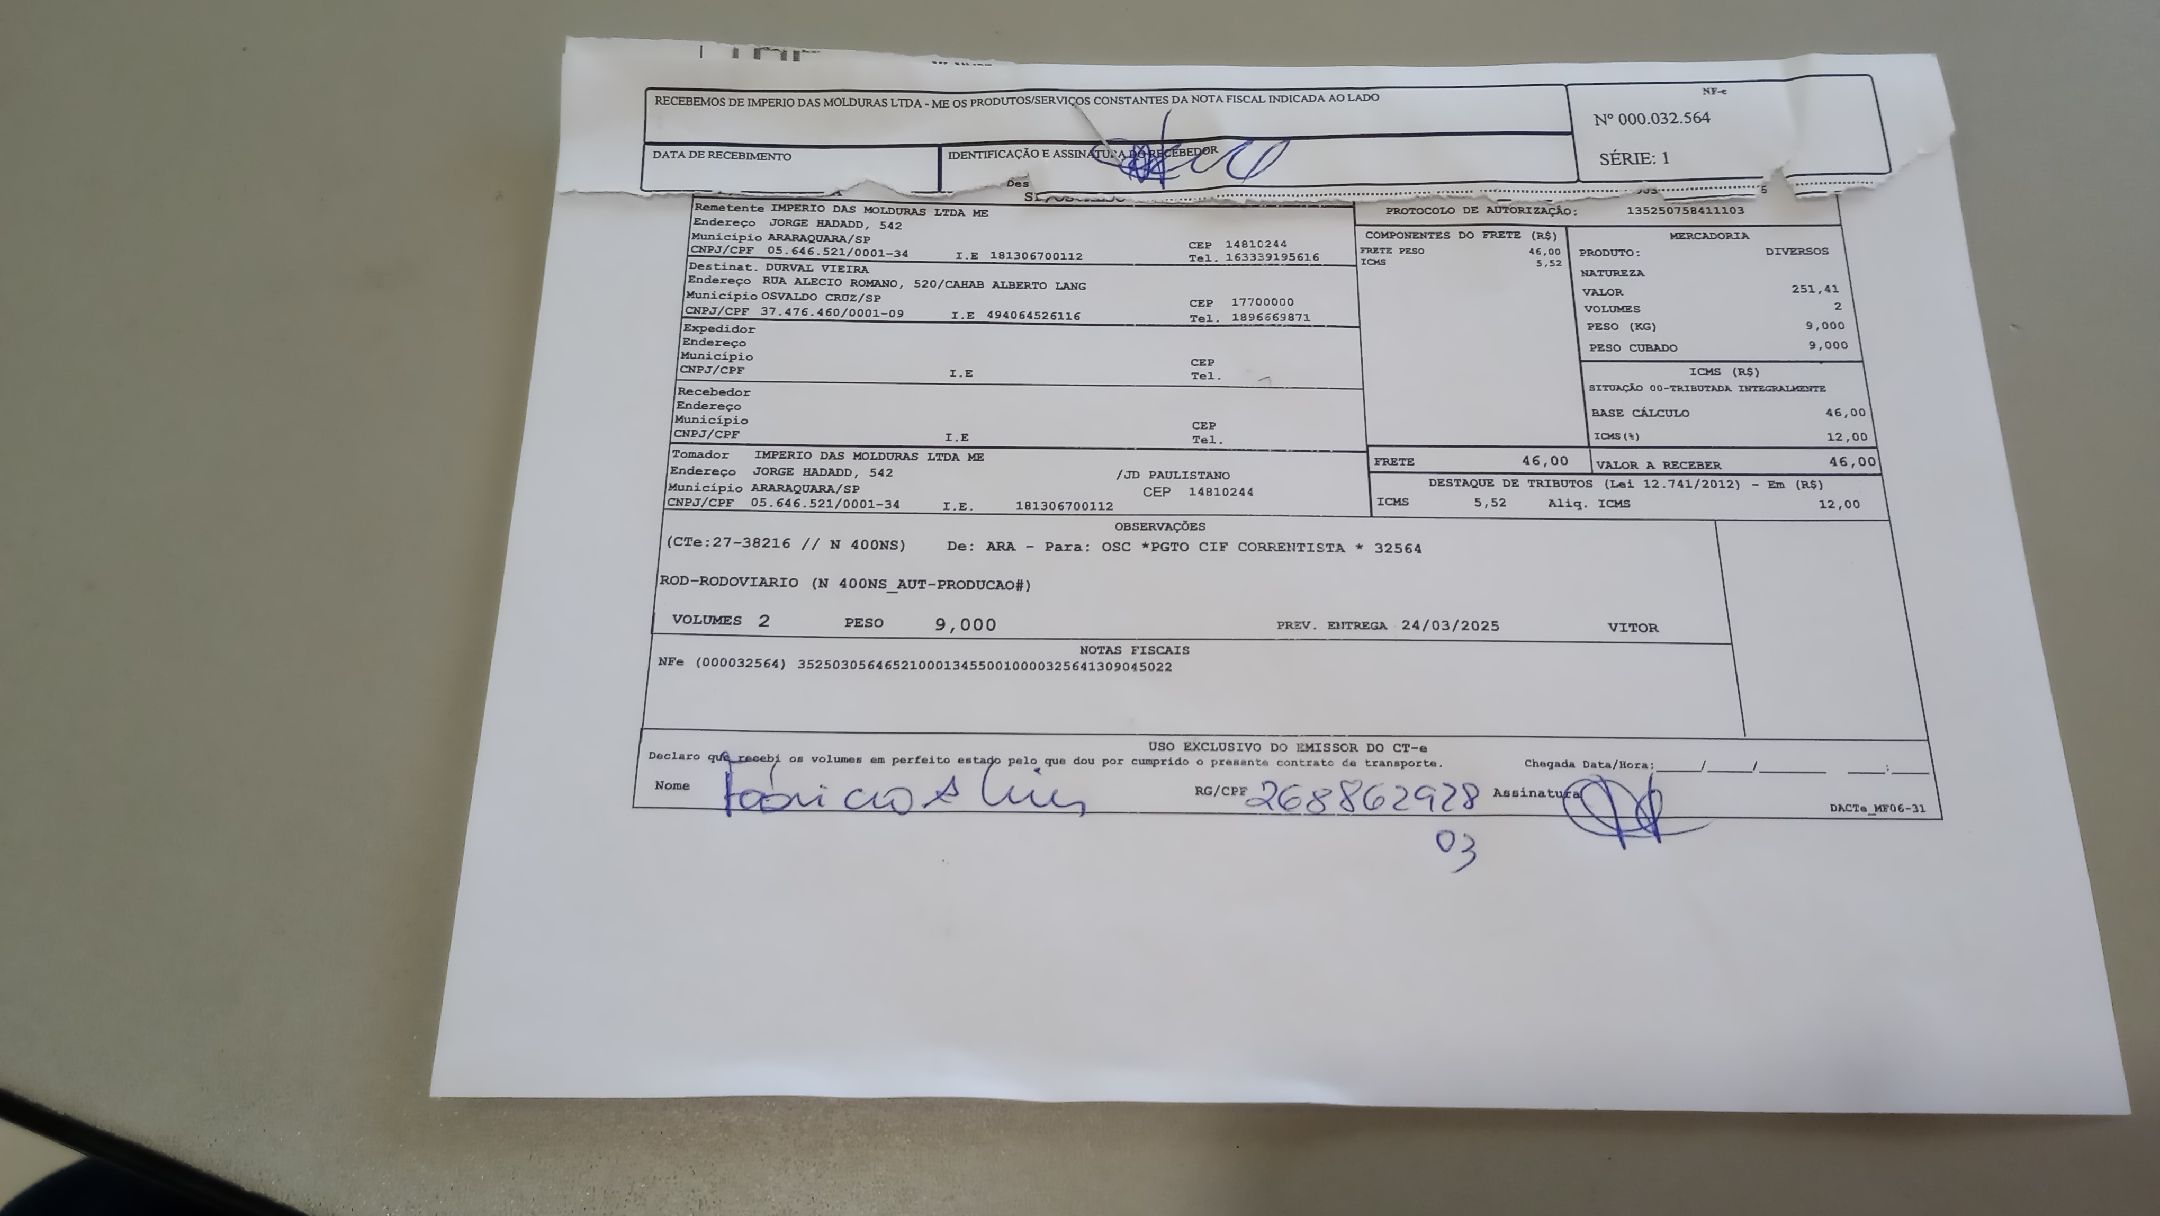 RECEBEMOS DE IMPERIO DAS MOLDURAS LTDA - ME OS PRODUTOS/SERVIÇOS CONSTANTES DA NOTA FISCAL INDICADA AO LADO
NF-e
Nº 000.032.564
SÉRIE: 1
DATA DE RECEBIMENTO
IDENTIFICAÇÃO E ASSINATURA DO RECEBEDOR
Des
Remetente IMPERIO DAS MOLDURAS LTDA ME
Endereço JORGE HADADD, 542
Município ARARAQUARA/SP CEP 14810244
CNPJ/CPF 05.646.521/0001-34 I.E 181306700112 Tel. 163339195616
Destinat. DURVAL VIEIRA
Endereço RUA ALECIO ROMANO, 520/CAHAB ALBERTO LANG
Município OSVALDO CRUZ/SP CEP 17700000
CNPJ/CPF 37.476.460/0001-09 I.E 494064526116 Tel. 1896669871
Expedidor
Endereço
Município CEP
CNPJ/CPF I.E Tel.
Recebedor
Endereço
Município CEP
CNPJ/CPF I.E Tel.
Tomador IMPERIO DAS MOLDURAS LTDA ME
Endereço JORGE HADADD, 542 /JD PAULISTANO
Município ARARAQUARA/SP CEP 14810244
CNPJ/CPF 05.646.521/0001-34 I.E. 181306700112
PROTOCOLO DE AUTORIZAÇÃO: 135250758411103
COMPONENTES DO FRETE (R$)
FRETE PESO 46,00
ICMS 5,52
MERCADORIA
PRODUTO: DIVERSOS
NATUREZA
VALOR 251,41
VOLUMES 2
PESO (KG) 9,000
PESO CUBADO 9,000
ICMS (R$)
SITUAÇÃO 00-TRIBUTADA INTEGRALMENTE
BASE CÁLCULO 46,00
ICMS(%) 12,00
FRETE 46,00 VALOR A RECEBER 46,00
DESTAQUE DE TRIBUTOS (Lei 12.741/2012) - Em (R$)
ICMS 5,52 Aliq. ICMS 12,00
OBSERVAÇÕES
(CTe:27-38216 // N 400NS) De: ARA - Para: OSC *PGTO CIF CORRENTISTA * 32564
ROD-RODOVIARIO (N 400NS_AUT-PRODUCAO#)
VOLUMES 2 PESO 9,000 PREV. ENTREGA 24/03/2025 VITOR
NOTAS FISCAIS
NFe (000032564) 35250305646521000134550010000325641309045022
USO EXCLUSIVO DO EMISSOR DO CT-e
Declaro que recebi os volumes em perfeito estado pelo que dou por cumprido o presente contrato de transporte. Chegada Data/Hora:____/____/______ ____:____
Nome Fabricio A RG/CPF 268862928 Assinatura
03
DACTe_MF06-31